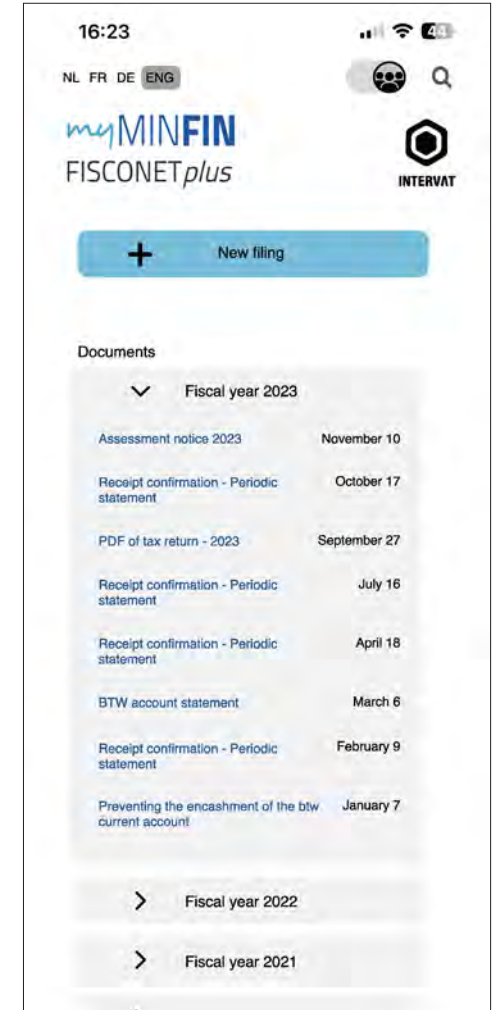 16:23
44
NL FR DE ENG
myMINFIN
FISCONETplus
INTERVAT
New filing
Documents
Fiscal year 2023
Assessment notice 2023 November 10
Receipt confirmation - Periodic October 17
statement
PDF of tax return - 2023 September 27
Receipt confirmation - Periodic July 16
statement
Receipt confirmation - Periodic April 18
statement
BTW account statement March 6
Receipt confirmation - Periodic February 9
statement
Preventing the encashment of the btw January 7
current account
Fiscal year 2022
Fiscal year 2021